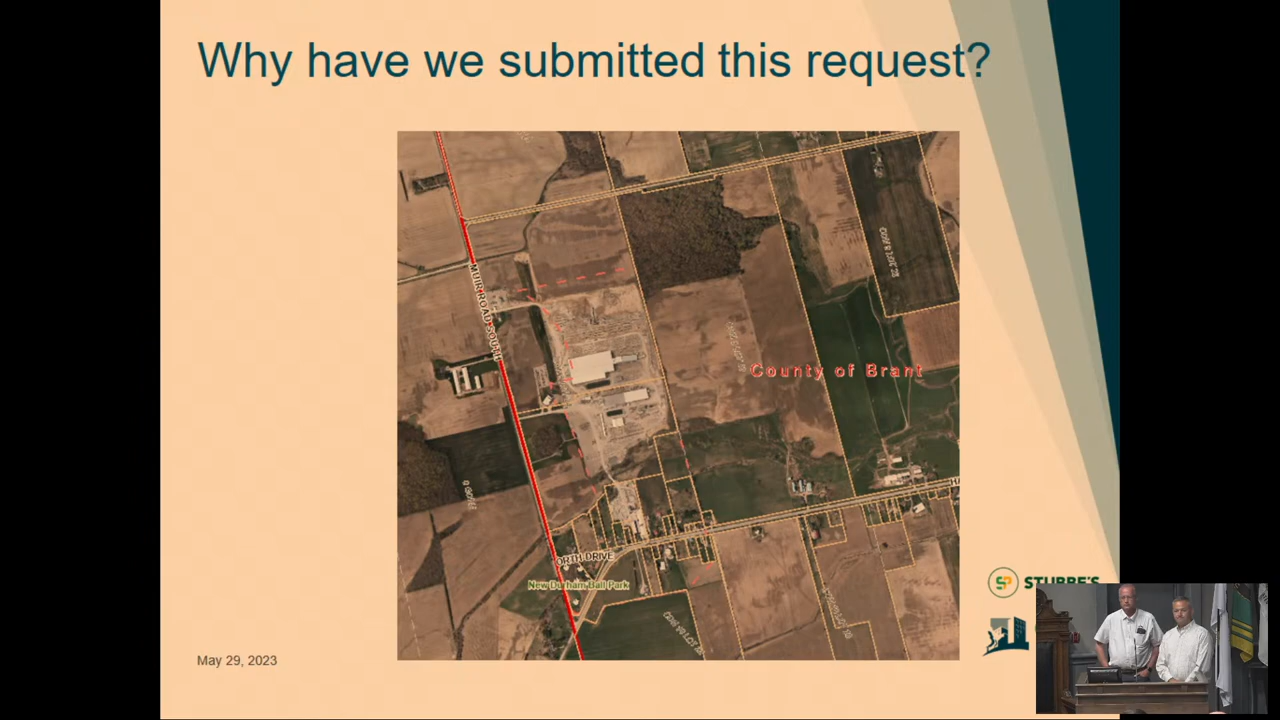 Why have we submitted this request?
MUIR ROAD SOUTH
County of Brant
ORTH DRIVE
New Durham Ball Park
SP STUBBE'S
May 29, 2023